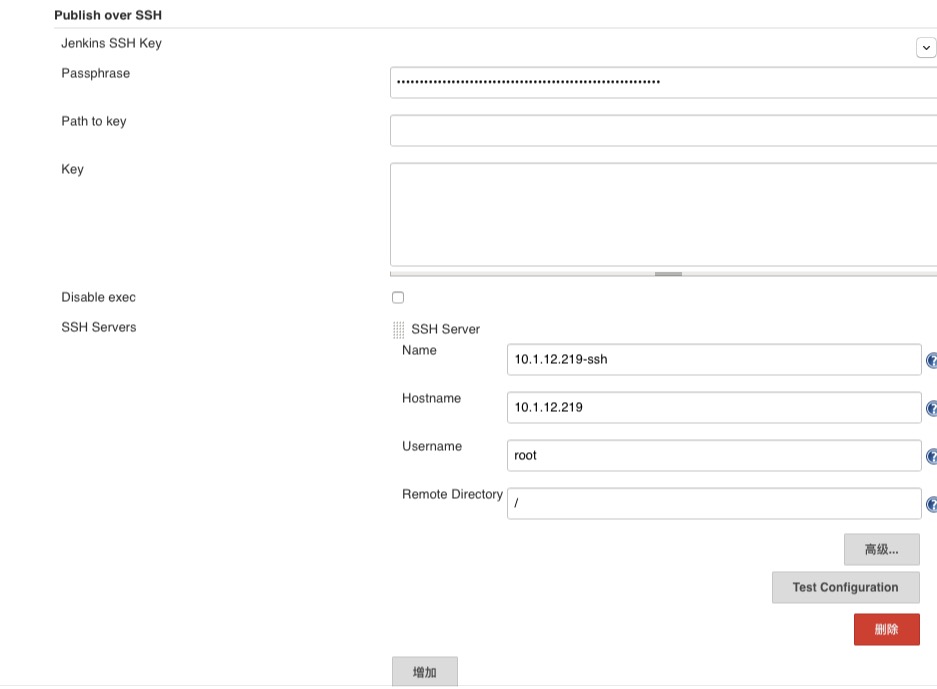 Publish over SSH
Jenkins SSH Key
Passphrase
••••••••••••••••••••••••••••••••••••••••••••••••••••••••••
Path to key
Key
Disable exec
SSH Servers
SSH Server
Name
10.1.12.219-ssh
Hostname
10.1.12.219
Username
root
Remote Directory
/
高级...
Test Configuration
删除
增加